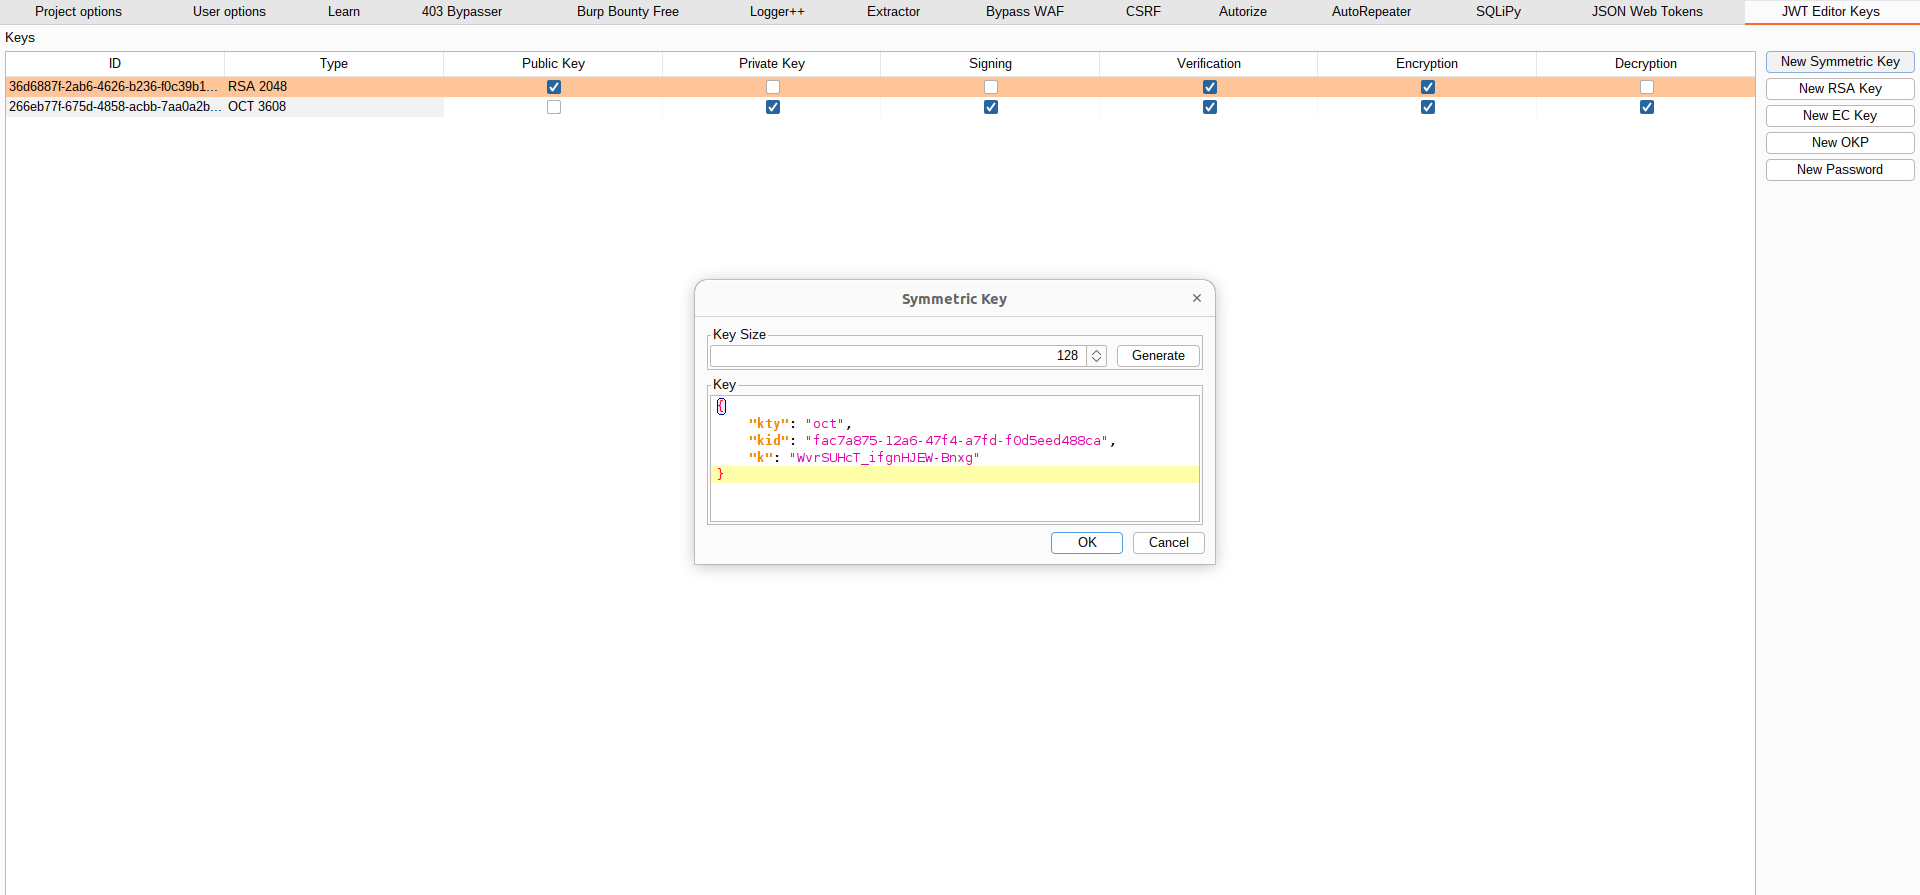 Project options User options Learn 403 Bypasser Burp Bounty Free Logger++ Extractor Bypass WAF CSRF Autorize AutoRepeater SQLiPy JSON Web Tokens JWT Editor Keys
Keys
ID Type Public Key Private Key Signing Verification Encryption Decryption
36d6887f-2ab6-4626-b236-f0c39b1... RSA 2048
266eb77f-675d-4858-acbb-7aa0a2b... OCT 3608
New Symmetric Key
New RSA Key
New EC Key
New OKP
New Password
Symmetric Key
Key Size
128 Generate
Key
{
"kty": "oct",
"kid": "fac7a875-12a6-47f4-a7fd-f0d5eed488ca",
"k": "WvrSUHcT_ifgnHJEW-Bnxg"
}
OK Cancel